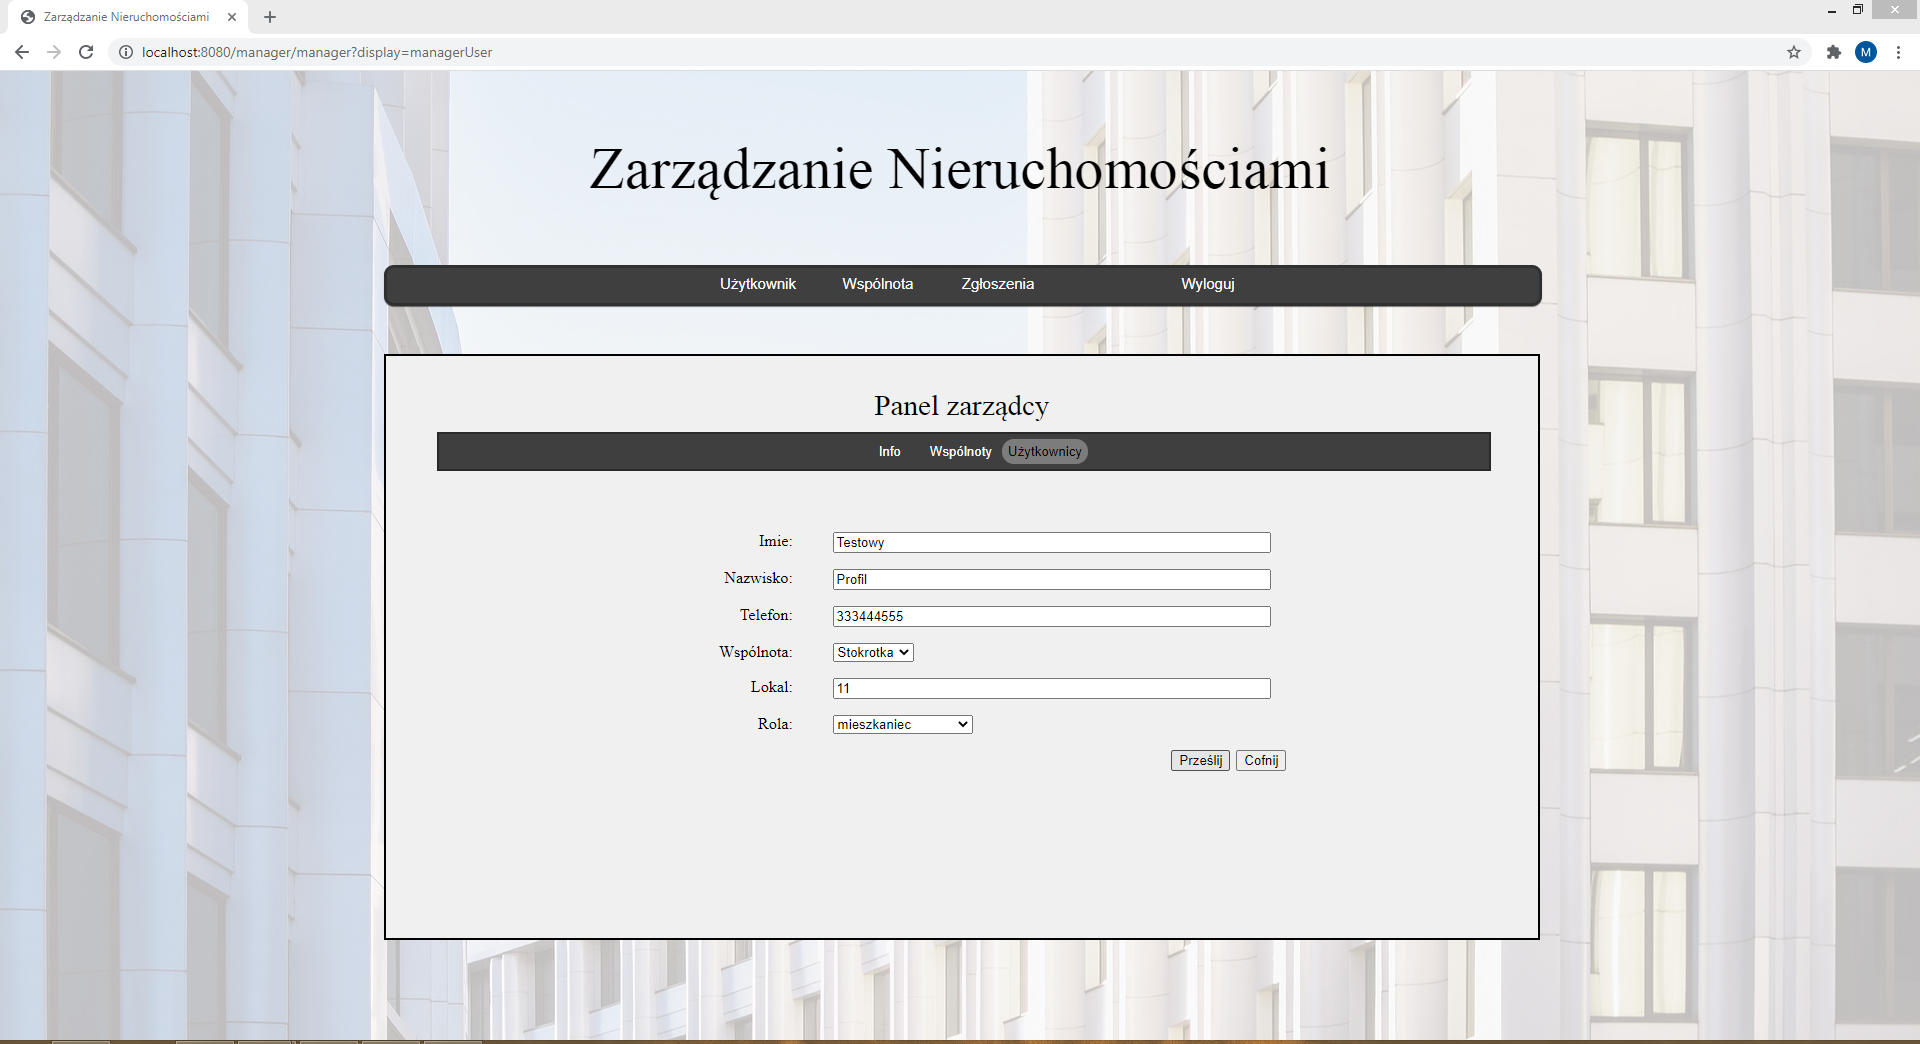 Zarządzanie Nieruchomościami
localhost:8080/manager/manager?display=managerUser
M
Zarządzanie Nieruchomościami
Użytkownik Wspólnota Zgłoszenia Wyloguj
Panel zarządcy
Info Wspólnoty Użytkownicy
Imie: Testowy
Nazwisko: Profil
Telefon: 333444555
Wspólnota: Stokrotka
Lokal: 11
Rola: mieszkaniec
Prześlij Cofnij